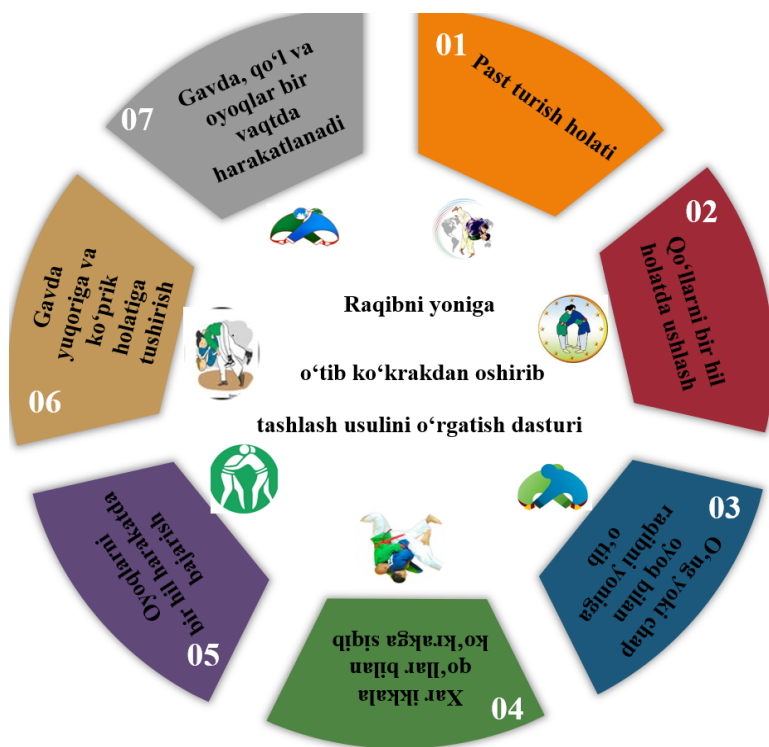 Raqibni yoniga
o‘tib ko‘krakdan oshirib
tashlash usulini o‘rgatish dasturi
01
Past turish holati
02
Qo‘llarni bir hil
holatda ushlash
03
O‘ng yoki chap
oyoq bilan
raqibni yoniga
o‘tib
04
Xar ikkala
qo‘llar bilan
ko‘krakga siqib
05
Oyoqlarni
bir hil harakatda
bajarish
06
Gavda
yuqoriga va
ko‘prik
holatiga
tushirish
07
Gavda, qo‘l va
oyoqlar bir
vaqtda
harakatlanadi